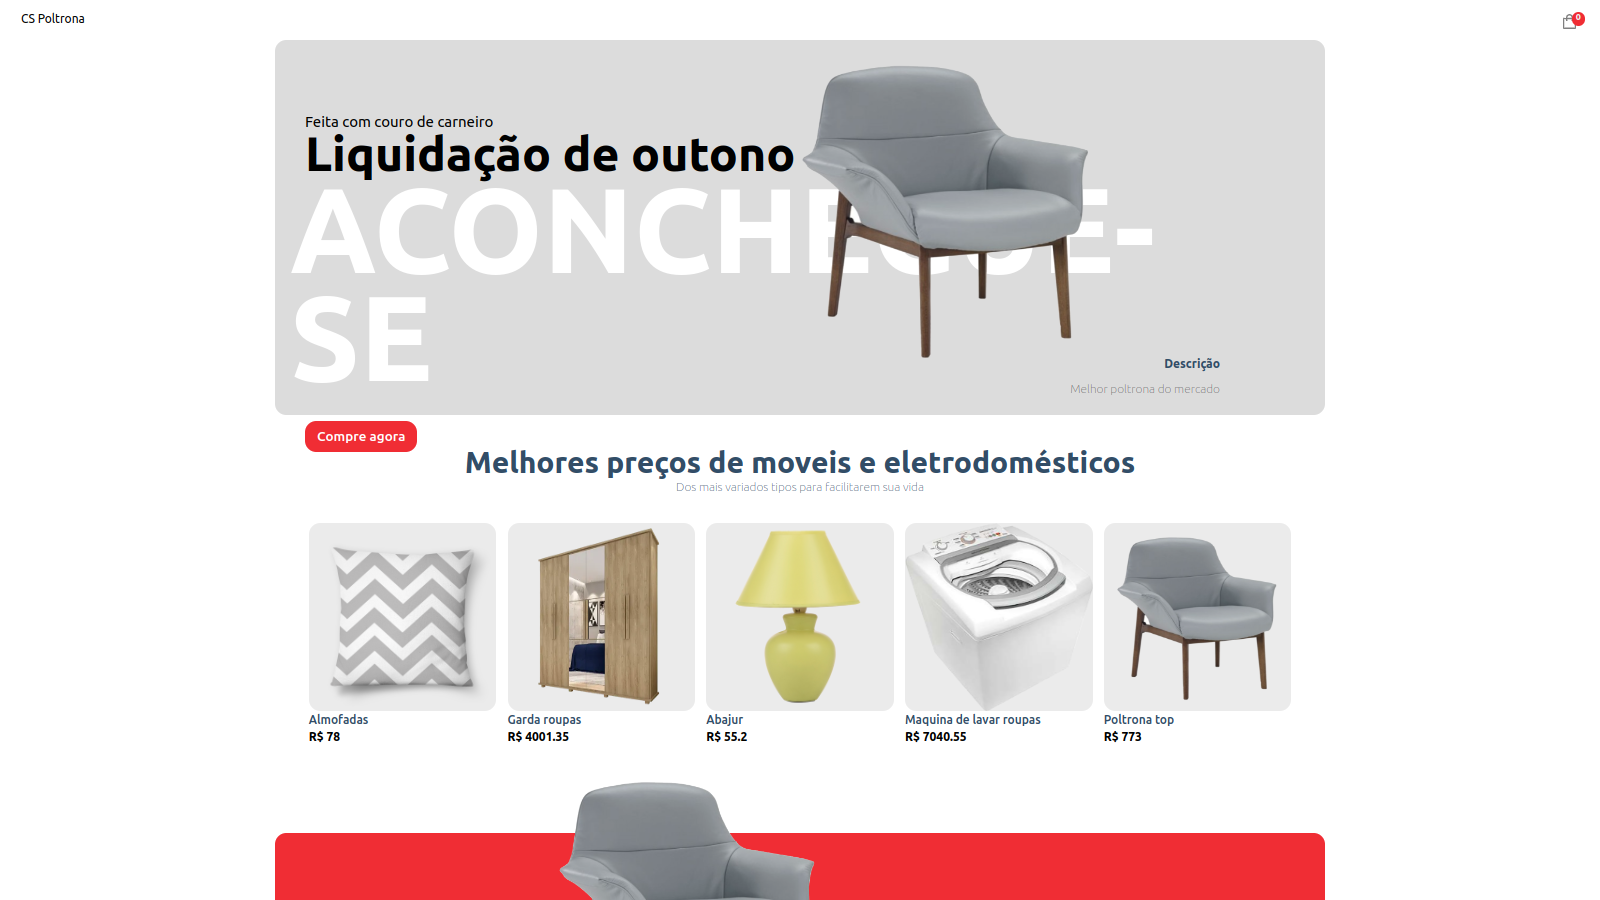 CS Poltrona
0
Feita com couro de carneiro
Liquidação de outono
ACONCHEGUE-
SE
Descrição
Melhor poltrona do mercado
Compre agora
Melhores preços de moveis e eletrodomésticos
Dos mais variados tipos para facilitarem sua vida
Almofadas
R$ 78
Garda roupas
R$ 4001.35
Abajur
R$ 55.2
Maquina de lavar roupas
R$ 7040.55
Poltrona top
R$ 773